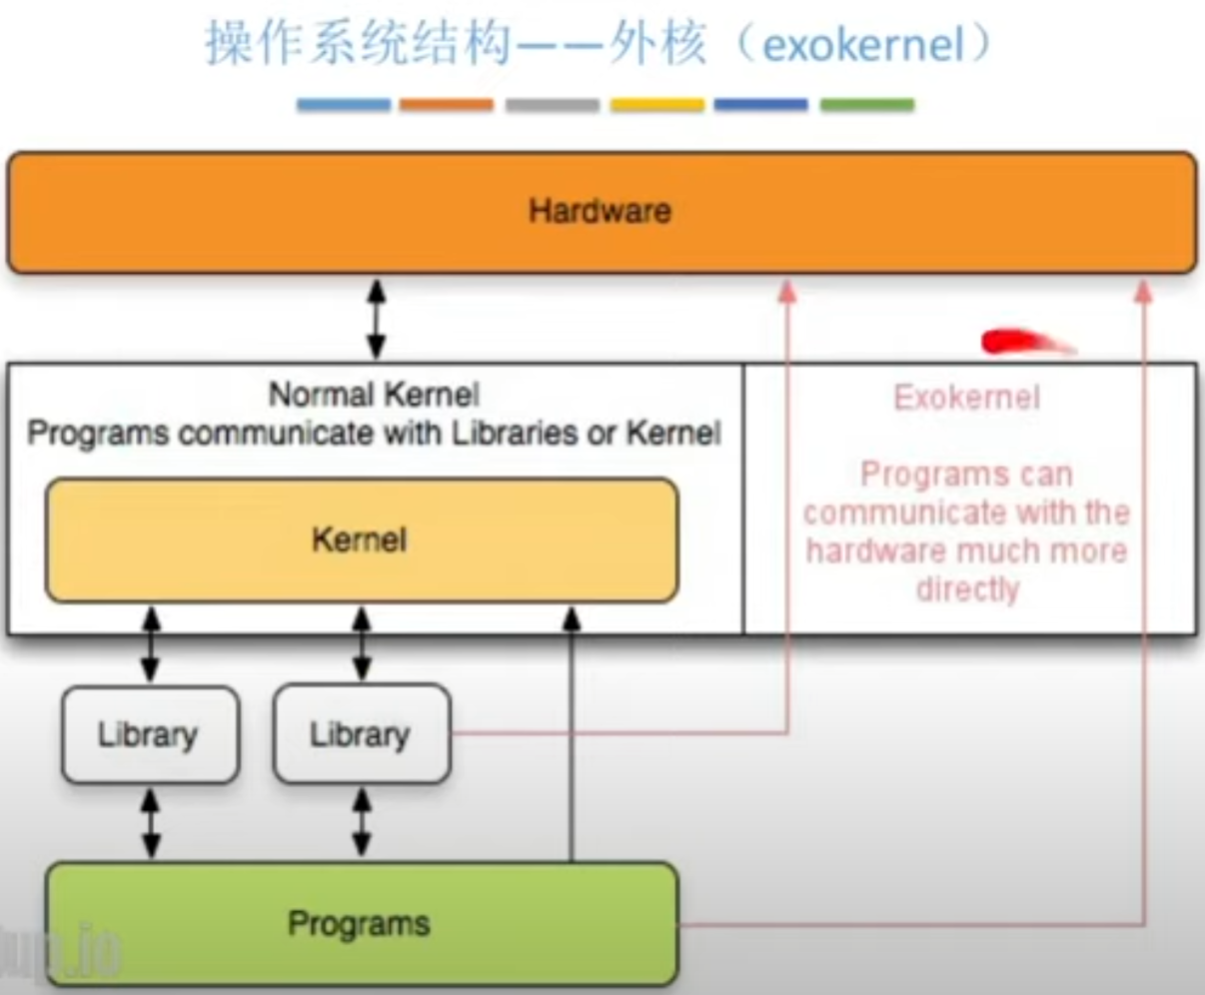 操作系统结构——外核（exokernel）
Hardware
Normal Kernel
Programs communicate with Libraries or Kernel
Kernel
Exokernel
Programs can
communicate with the
hardware much more
directly
Library
Library
Programs
up.io